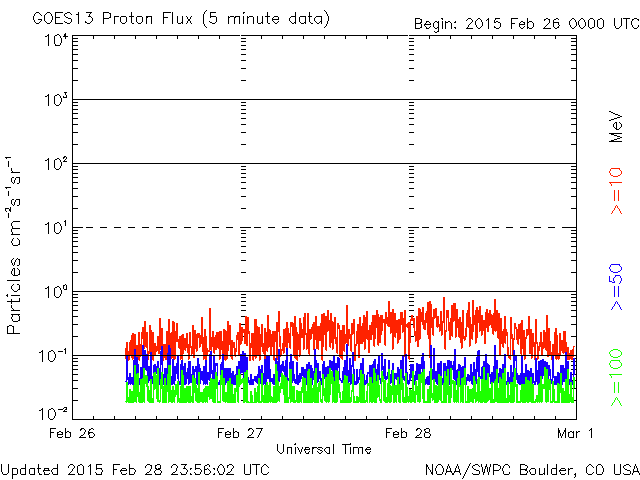 GOES13 Proton Flux (5 minute data)
Begin: 2015 Feb 26 0000 UTC
10⁴
10³
10²
10¹
10⁰
10⁻¹
10⁻²
Particles cm⁻²s⁻¹sr⁻¹
MeV
>=10
>=50
>=100
Feb 26
Feb 27
Feb 28
Mar 1
Universal Time
Updated 2015 Feb 28 23:56:02 UTC
NOAA/SWPC Boulder, CO USA